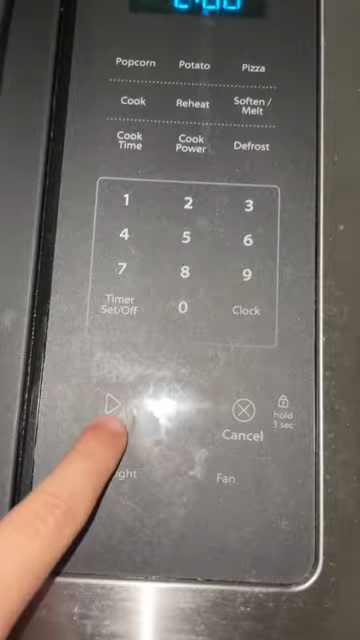 Popcorn Potato Pizza
Cook Reheat Soften / Melt
Cook Time Cook Power Defrost
1 2 3
4 5 6
7 8 9
Timer Set/Off 0 Clock
hold 3 sec
Cancel
Fan